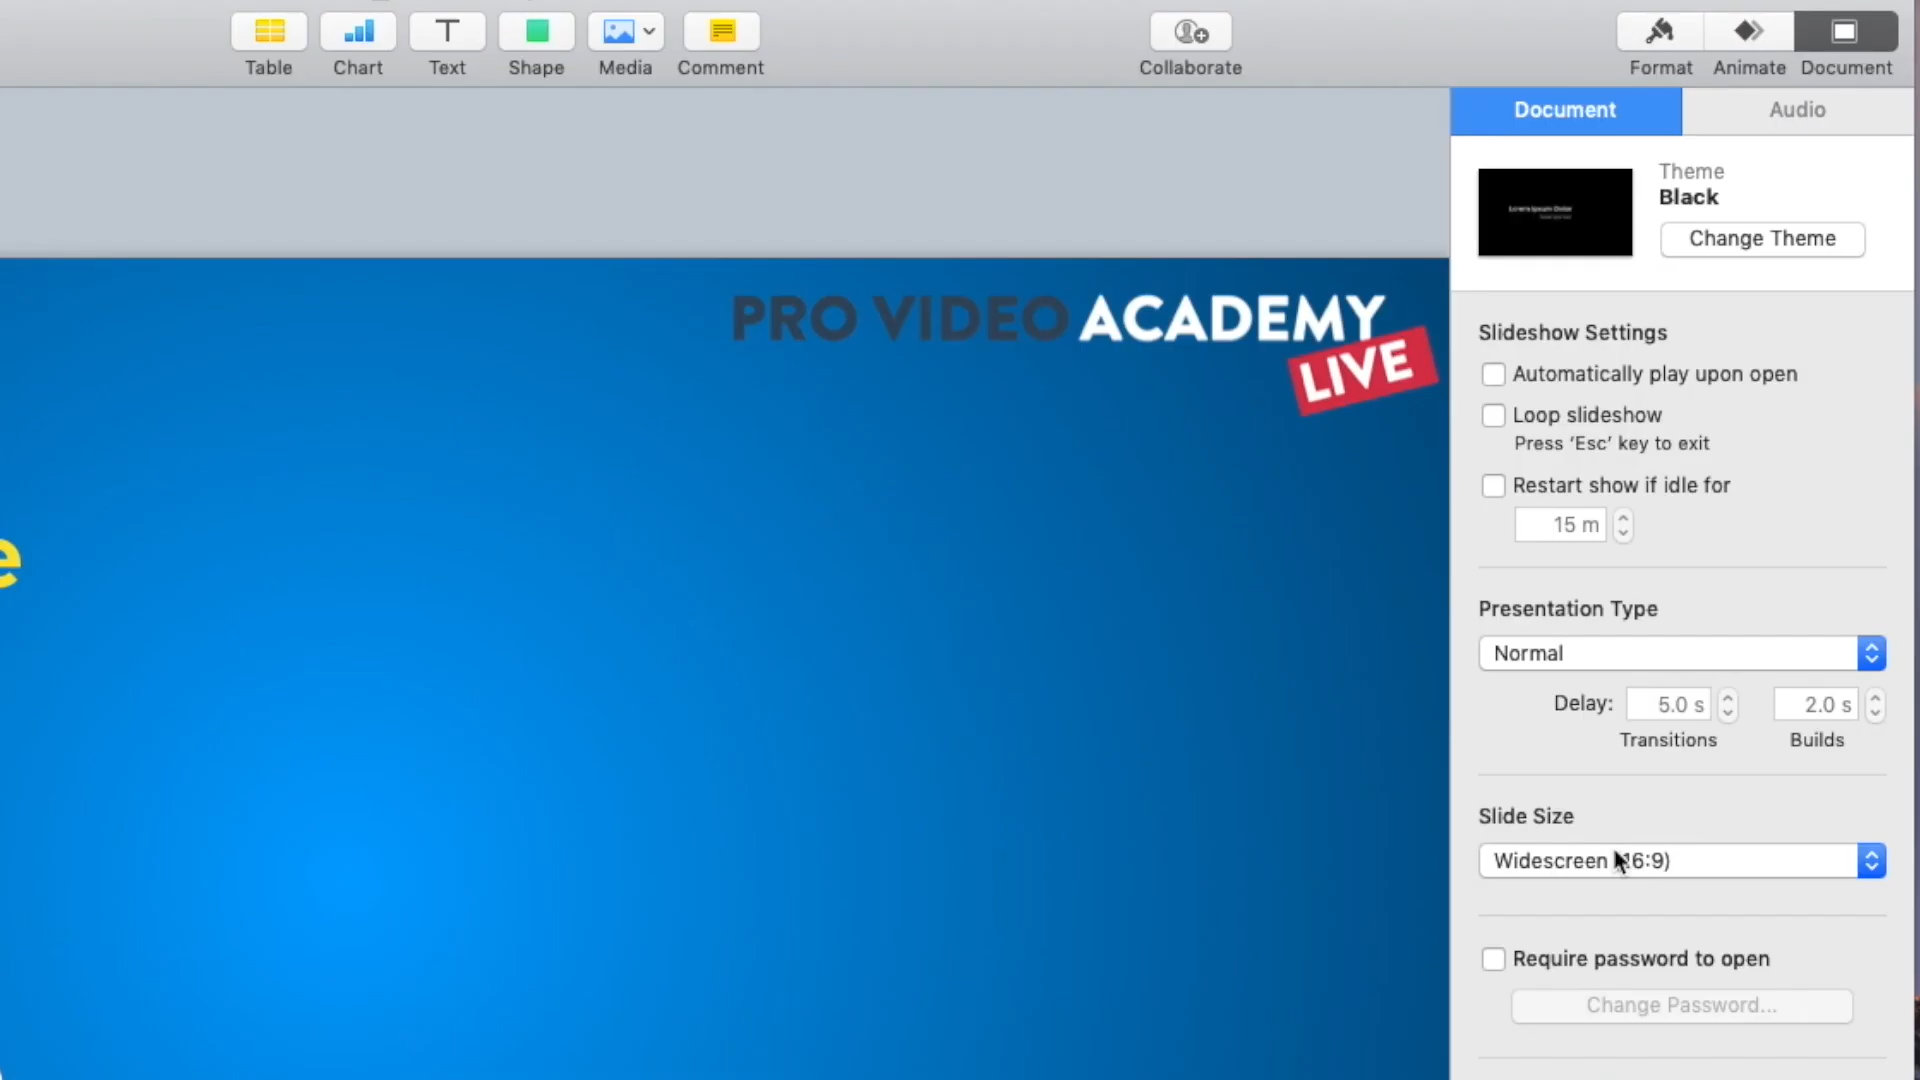 Table
Chart
Text
Shape
Media
Comment
Collaborate
Format
Animate
Document
Document
Audio
Theme
Black
Change Theme
PRO VIDEO ACADEMY
LIVE
e
Slideshow Settings
Automatically play upon open
Loop slideshow
Press ‘Esc’ key to exit
Restart show if idle for
15 m
Presentation Type
Normal
Delay: 5.0 s 2.0 s
Transitions Builds
Slide Size
Widescreen (16:9)
Require password to open
Change Password...